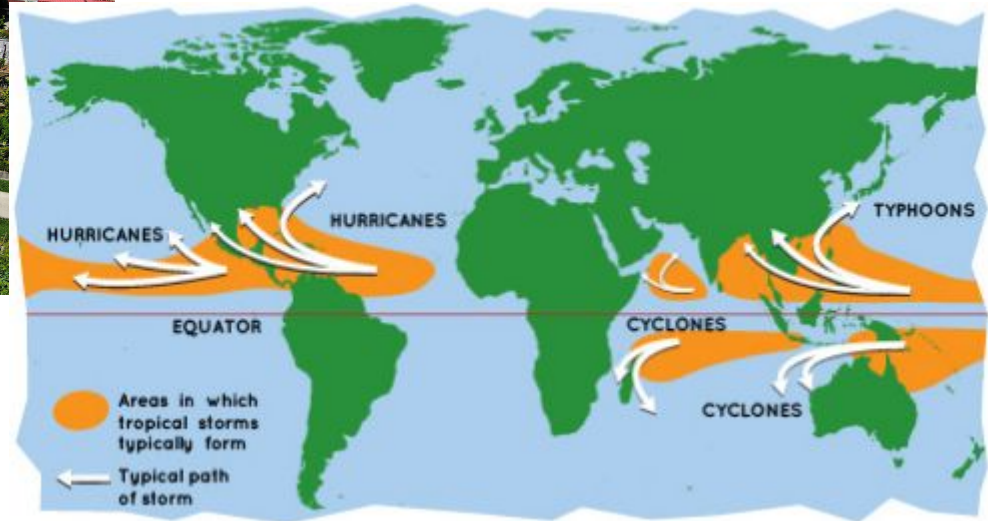 HURRICANES
HURRICANES
TYPHOONS
EQUATOR
CYCLONES
CYCLONES
Areas in which
tropical storms
typically form
Typical path
of storm